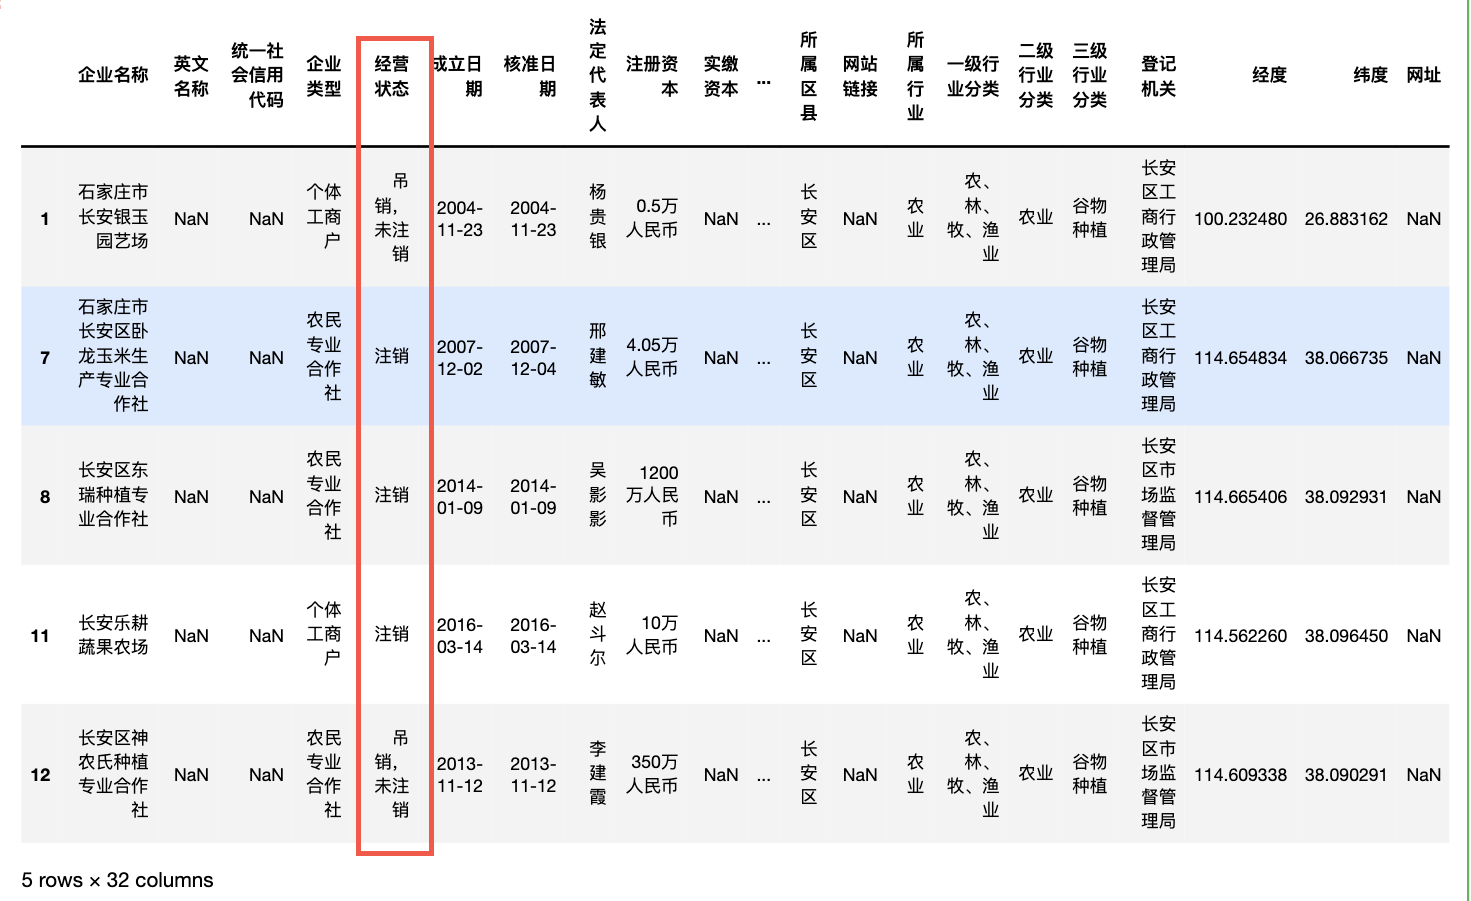 企业名称 英文名称 统一社会信用代码 企业类型 经营状态 成立日期 核准日期 法定代表人 注册资本 实缴资本 ... 所属区县 网站链接 所属行业 一级行业分类 二级行业分类 三级行业分类 登记机关 经度 纬度 网址
1 石家庄市长安银玉园艺场 NaN NaN 个体工商户 吊销，未注销 2004-11-23 2004-11-23 杨贵银 0.5万人民币 NaN ... 长安区 NaN 农业 农、林、牧、渔业 农业 谷物种植 长安区工商行政管理局 100.232480 26.883162 NaN
7 石家庄市长安区卧龙玉米生产专业合作社 NaN NaN 农民专业合作社 注销 2007-12-02 2007-12-04 邢建敏 4.05万人民币 NaN ... 长安区 NaN 农业 农、林、牧、渔业 农业 谷物种植 长安区工商行政管理局 114.654834 38.066735 NaN
8 长安区东瑞种植专业合作社 NaN NaN 农民专业合作社 注销 2014-01-09 2014-01-09 吴影影 1200万人民币 NaN ... 长安区 NaN 农业 农、林、牧、渔业 农业 谷物种植 长安区市场监督管理局 114.665406 38.092931 NaN
11 长安乐耕蔬果农场 NaN NaN 个体工商户 注销 2016-03-14 2016-03-14 赵斗尔 10万人民币 NaN ... 长安区 NaN 农业 农、林、牧、渔业 农业 谷物种植 长安区工商行政管理局 114.562260 38.096450 NaN
12 长安区神农氏种植专业合作社 NaN NaN 农民专业合作社 吊销，未注销 2013-11-12 2013-11-12 李建霞 350万人民币 NaN ... 长安区 NaN 农业 农、林、牧、渔业 农业 谷物种植 长安区市场监督管理局 114.609338 38.090291 NaN
5 rows × 32 columns